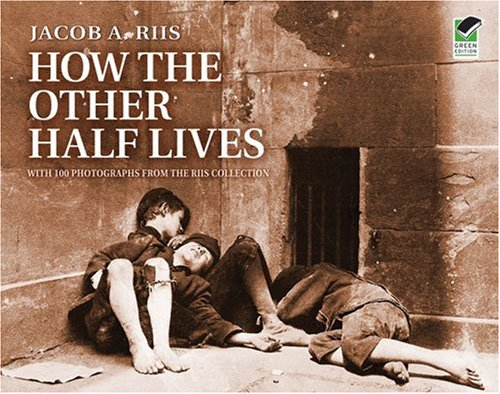 JACOB A. RIIS
HOW THE
OTHER
HALF LIVES
WITH 100 PHOTOGRAPHS FROM THE RIIS COLLECTION
GREEN
EDITION